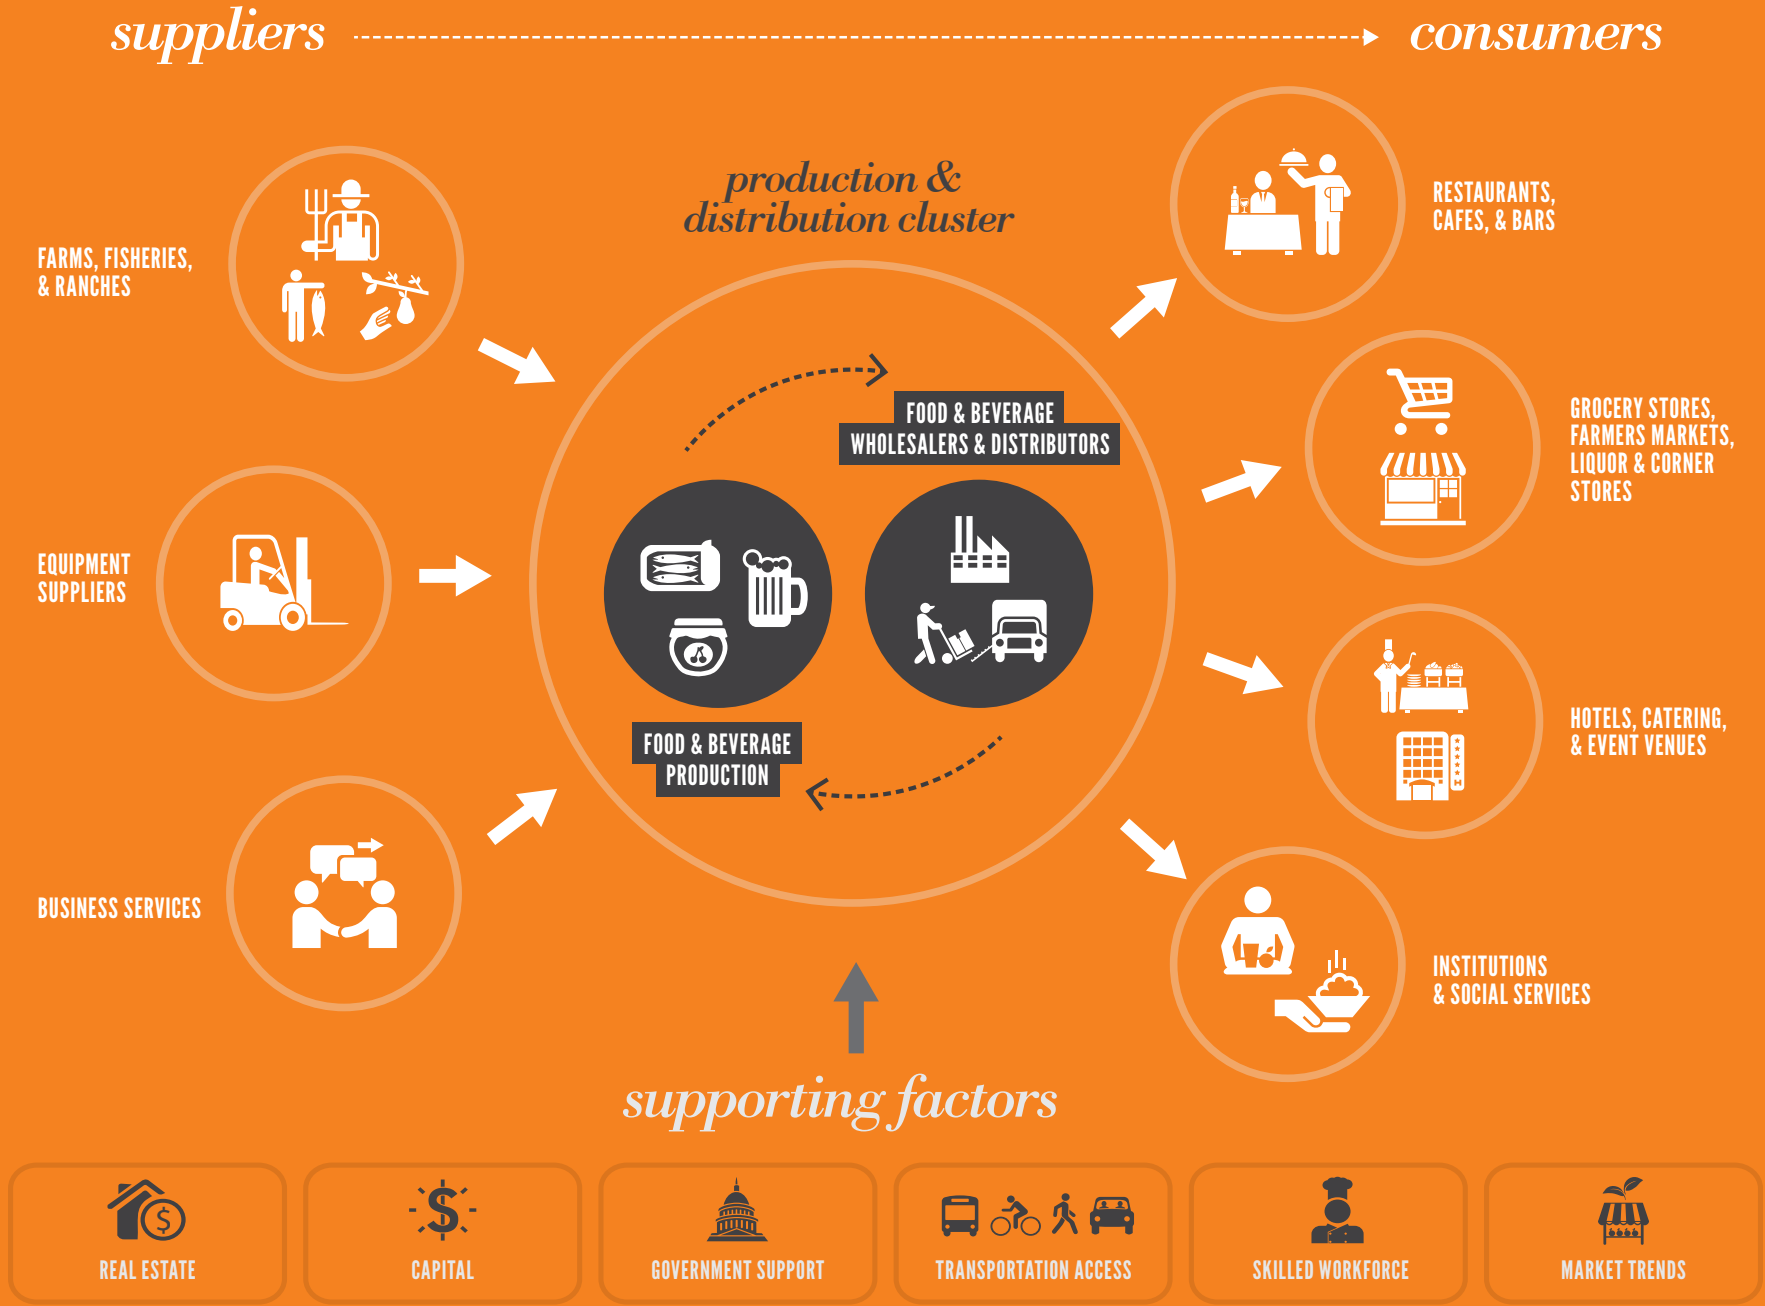 suppliers
consumers
production &
distribution cluster
FARMS, FISHERIES,
& RANCHES
EQUIPMENT
SUPPLIERS
BUSINESS SERVICES
FOOD & BEVERAGE
WHOLESALERS & DISTRIBUTORS
FOOD & BEVERAGE
PRODUCTION
RESTAURANTS,
CAFES, & BARS
GROCERY STORES,
FARMERS MARKETS,
LIQUOR & CORNER
STORES
HOTELS, CATERING,
& EVENT VENUES
INSTITUTIONS
& SOCIAL SERVICES
supporting factors
$
REAL ESTATE
$
CAPITAL
GOVERNMENT SUPPORT
TRANSPORTATION ACCESS
SKILLED WORKFORCE
MARKET TRENDS